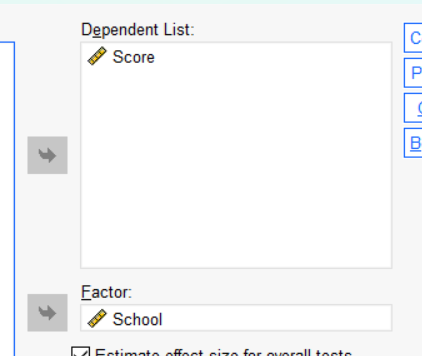 Dependent List:
Score
C
P
B
Factor:
School
Estimate effect size for overall tests